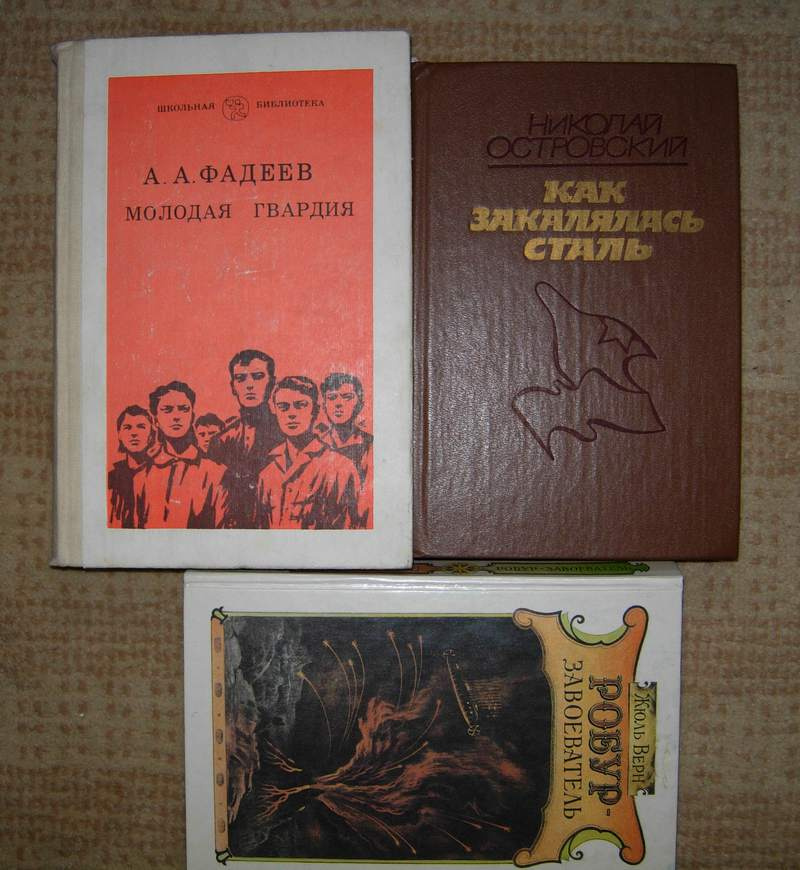 ШКОЛЬНАЯ БИБЛИОТЕКА
А. А. ФАДЕЕВ
МОЛОДАЯ ГВАРДИЯ
НИКОЛАЙ
ОСТРОВСКИЙ
КАК
ЗАКАЛЯЛАСЬ
СТАЛЬ
РОБУР-ЗАВОЕВАТЕЛЬ
ЖЮЛЬ ВЕРН
РОБУР-
ЗАВОЕВАТЕЛЬ